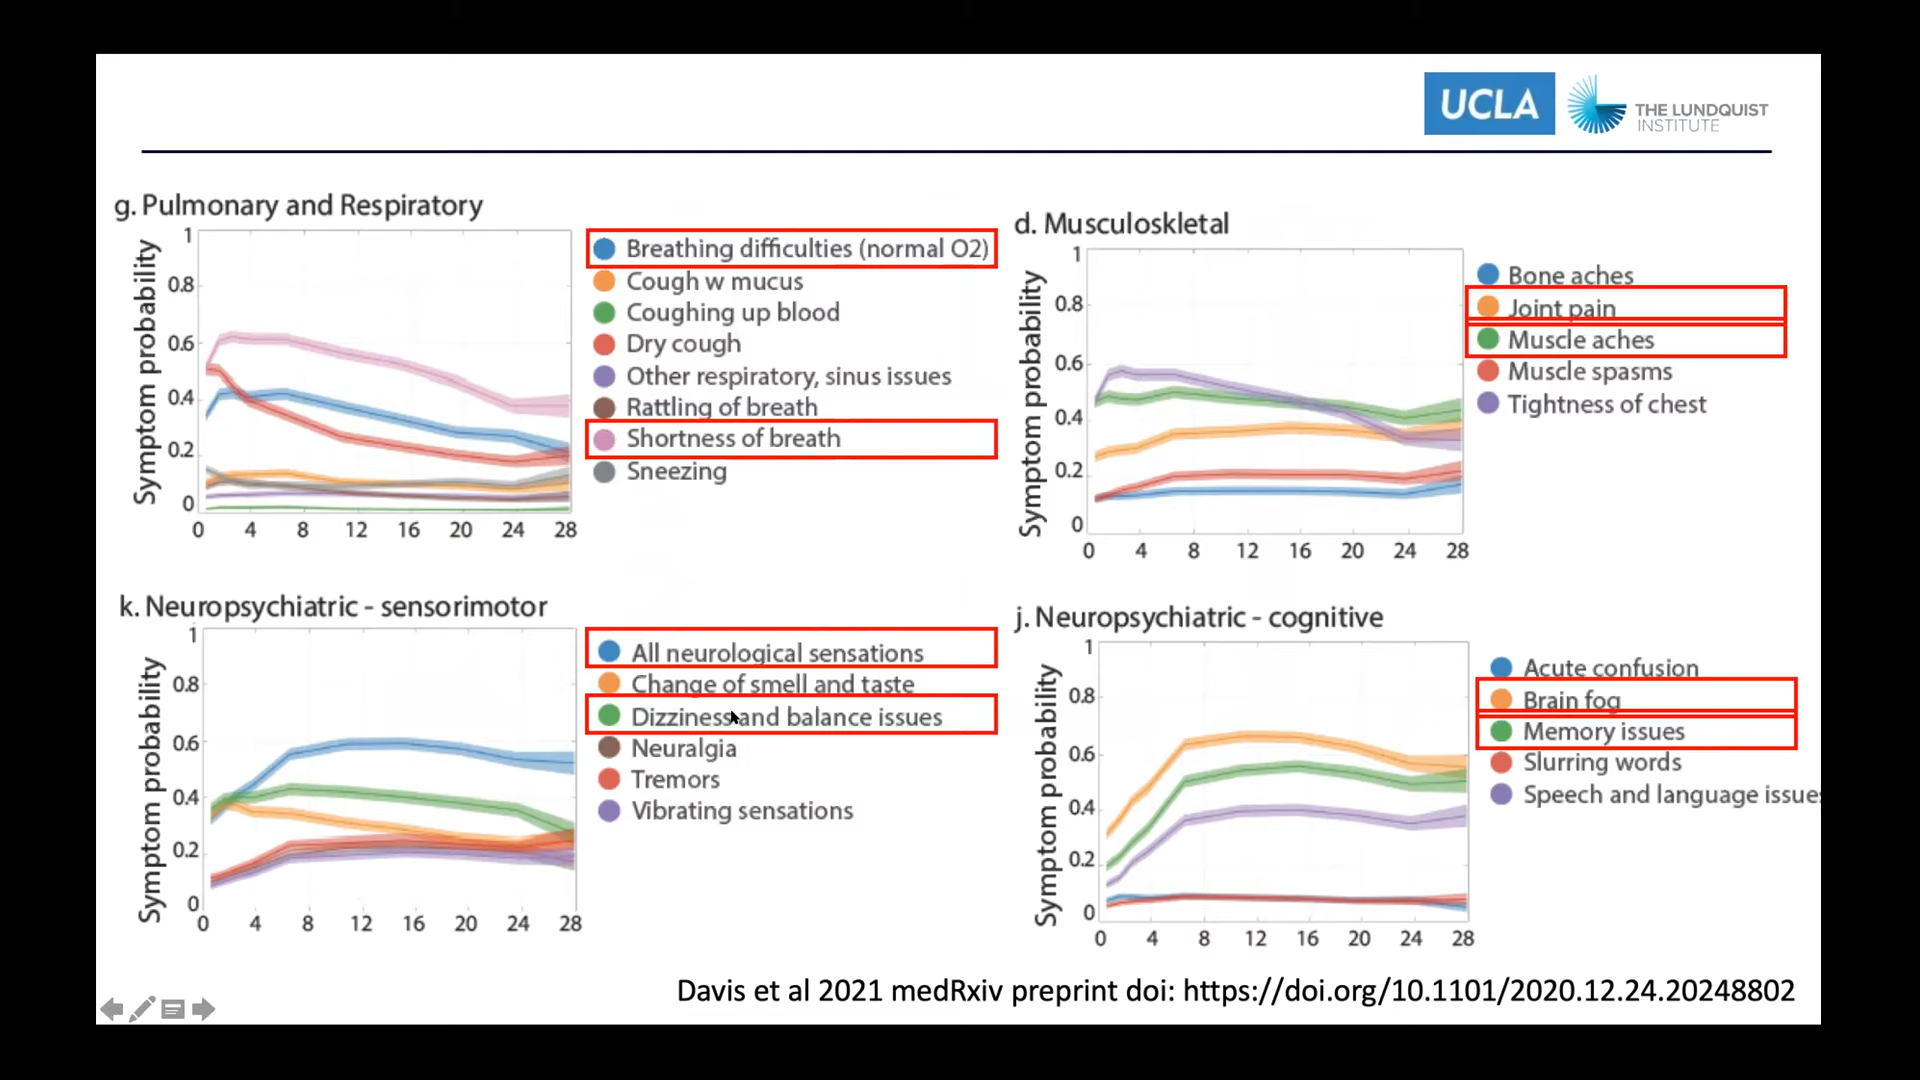 UCLA
THE LUNDQUIST
INSTITUTE
g. Pulmonary and Respiratory
Symptom probability
1
0.8
0.6
0.4
0.2
0
0 4 8 12 16 20 24 28
Breathing difficulties (normal O2)
Cough w mucus
Coughing up blood
Dry cough
Other respiratory, sinus issues
Rattling of breath
Shortness of breath
Sneezing
d. Musculoskletal
Symptom probability
1
0.8
0.6
0.4
0.2
0
0 4 8 12 16 20 24 28
Bone aches
Joint pain
Muscle aches
Muscle spasms
Tightness of chest
k. Neuropsychiatric - sensorimotor
Symptom probability
1
0.8
0.6
0.4
0.2
0
0 4 8 12 16 20 24 28
All neurological sensations
Change of smell and taste
Dizziness and balance issues
Neuralgia
Tremors
Vibrating sensations
j. Neuropsychiatric - cognitive
Symptom probability
1
0.8
0.6
0.4
0.2
0
0 4 8 12 16 20 24 28
Acute confusion
Brain fog
Memory issues
Slurring words
Speech and language issues
Davis et al 2021 medRxiv preprint doi: https://doi.org/10.1101/2020.12.24.20248802